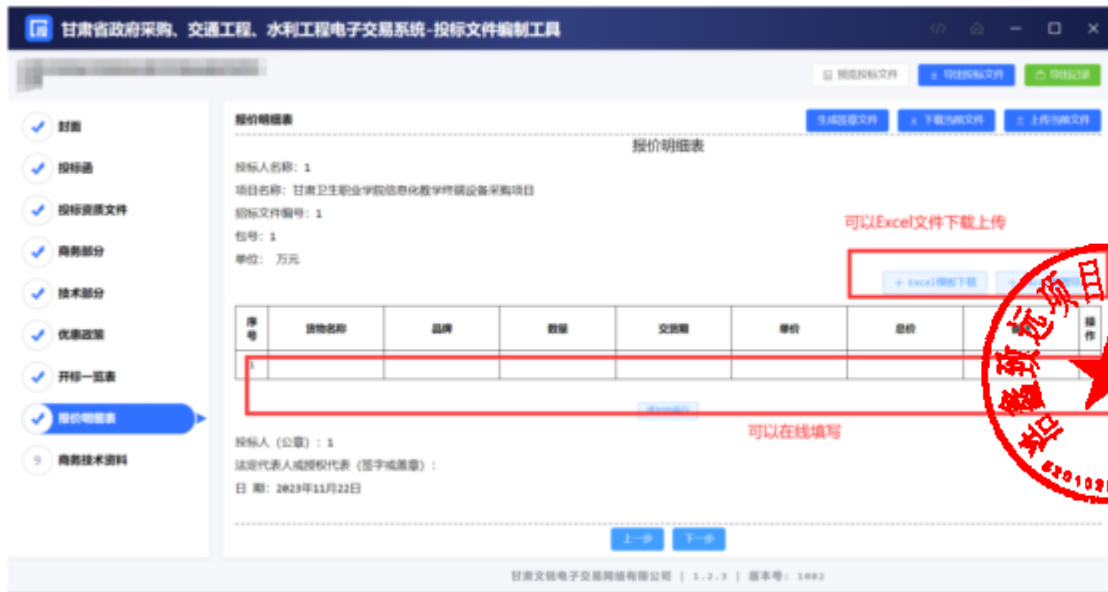 甘肃省政府采购、交通工程、水利工程电子交易系统-投标文件编制工具
预览投标文件 导出投标文件 导出记录
封面
投标函
投标资质文件
商务部分
技术部分
优惠政策
开标一览表
报价明细表
9 商务技术资料
报价明细表
生成签章文件 下载当前文件 上传当前文件
报价明细表
投标人名称: 1
项目名称: 甘肃卫生职业学院信息化教学终端设备采购项目
招标文件编号: 1
包号: 1
单位: 万元
可以Excel文件下载上传
+ Excel模板下载
序号 货物名称 品牌 数量 交货期 单价 总价 操作
1
可以在线填写
投标人 (公章) : 1
法定代表人或授权代表 (签字或盖章) :
日 期: 2023年11月22日
上一步 下一步
甘肃文锐电子交易网络有限公司 | 1.2.3 | 版本号: 1002
致远项目